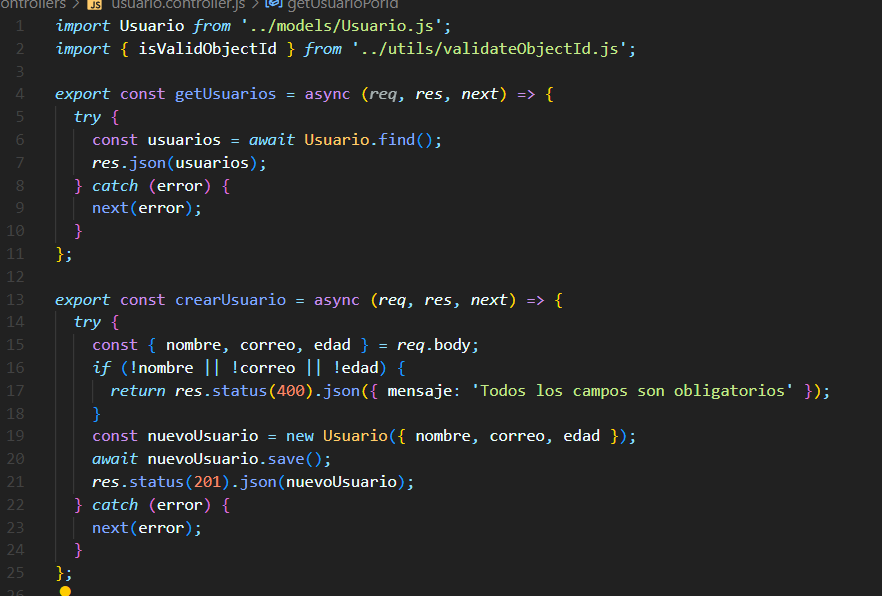 ontrollers > JS usuario.controller.js > getUsuarioPorId
1 import Usuario from '../models/Usuario.js';
2 import { isValidObjectId } from '../utils/validateObjectId.js';
3
4 export const getUsuarios = async (req, res, next) => {
5 try {
6 const usuarios = await Usuario.find();
7 res.json(usuarios);
8 } catch (error) {
9 next(error);
10 }
11 };
12
13 export const crearUsuario = async (req, res, next) => {
14 try {
15 const { nombre, correo, edad } = req.body;
16 if (!nombre || !correo || !edad) {
17 return res.status(400).json({ mensaje: 'Todos los campos son obligatorios' });
18 }
19 const nuevoUsuario = new Usuario({ nombre, correo, edad });
20 await nuevoUsuario.save();
21 res.status(201).json(nuevoUsuario);
22 } catch (error) {
23 next(error);
24 }
25 };
26